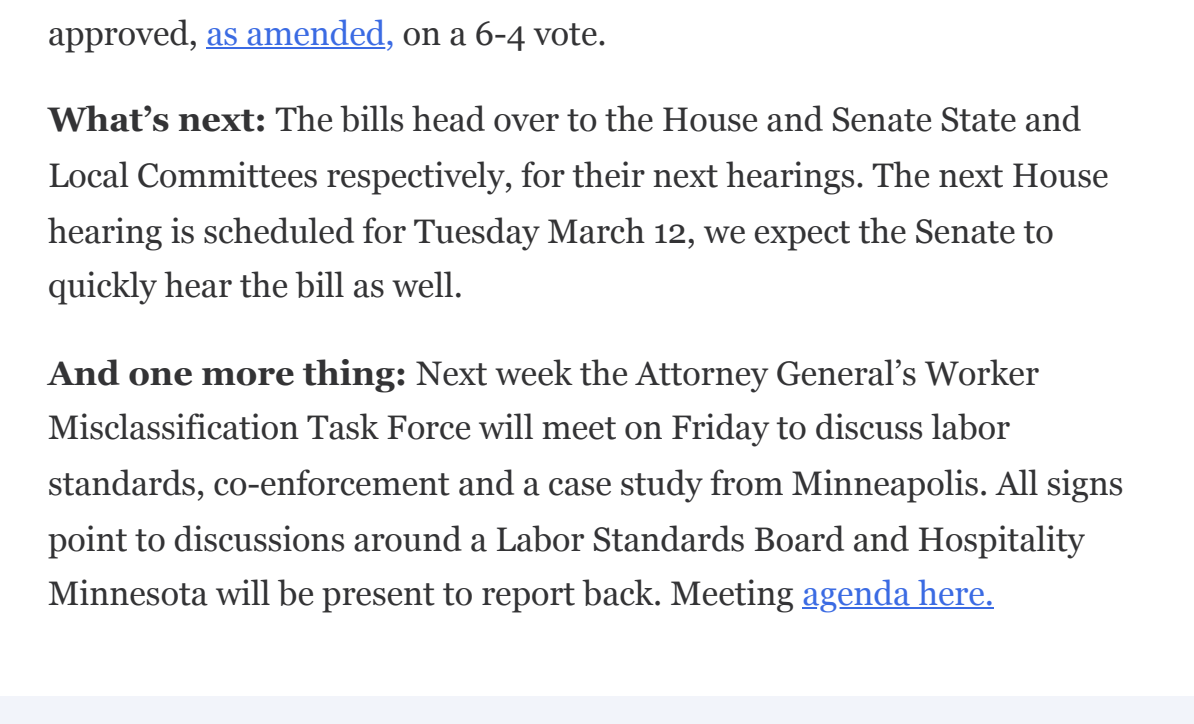 approved, as amended, on a 6-4 vote.
What’s next: The bills head over to the House and Senate State and
Local Committees respectively, for their next hearings. The next House
hearing is scheduled for Tuesday March 12, we expect the Senate to
quickly hear the bill as well.
And one more thing: Next week the Attorney General’s Worker
Misclassification Task Force will meet on Friday to discuss labor
standards, co-enforcement and a case study from Minneapolis. All signs
point to discussions around a Labor Standards Board and Hospitality
Minnesota will be present to report back. Meeting agenda here.